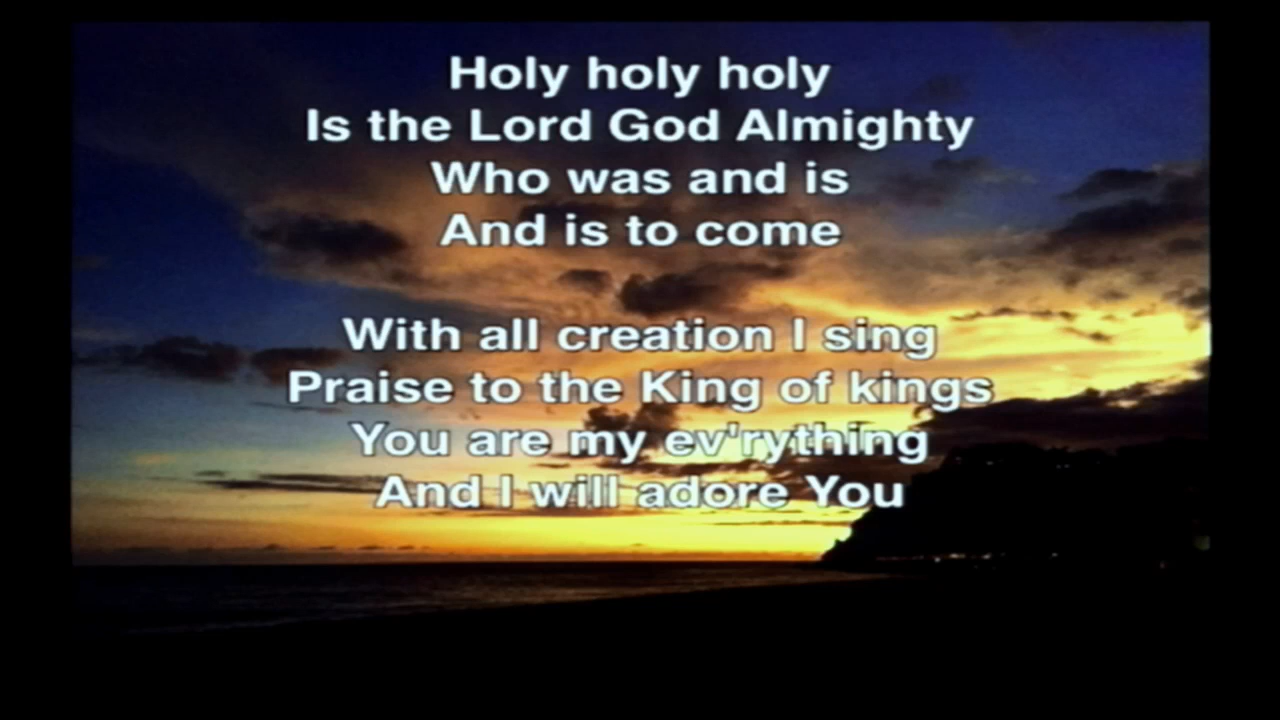 Holy holy holy
Is the Lord God Almighty
Who was and is
And is to come
With all creation I sing
Praise to the King of kings
You are my ev'rything
And I will adore You